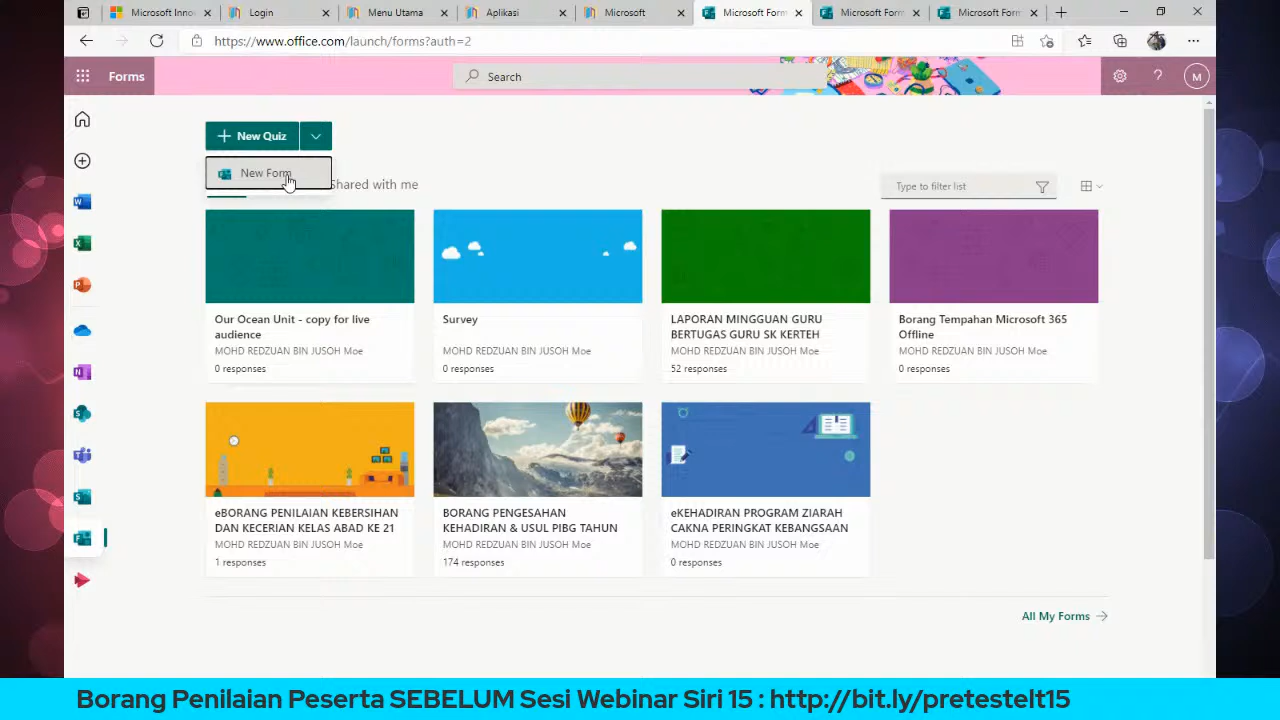 Microsoft Inno
Login
Menu Utama
Aplikasi
Microsoft
Microsoft Form
Microsoft Form
Microsoft Form
https://www.office.com/launch/forms?auth=2
Forms
Search
M
New Quiz
New Form
Shared with me
Type to filter list
Our Ocean Unit - copy for live
audience
MOHD REDZUAN BIN JUSOH Moe
0 responses
Survey
MOHD REDZUAN BIN JUSOH Moe
0 responses
LAPORAN MINGGUAN GURU
BERTUGAS GURU SK KERTEH
MOHD REDZUAN BIN JUSOH Moe
52 responses
Borang Tempahan Microsoft 365
Offline
MOHD REDZUAN BIN JUSOH Moe
0 responses
eBORANG PENILAIAN KEBERSIHAN
DAN KECERIAN KELAS ABAD KE 21
MOHD REDZUAN BIN JUSOH Moe
1 responses
BORANG PENGESAHAN
KEHADIRAN & USUL PIBG TAHUN
MOHD REDZUAN BIN JUSOH Moe
174 responses
eKEHADIRAN PROGRAM ZIARAH
CAKNA PERINGKAT KEBANGSAAN
MOHD REDZUAN BIN JUSOH Moe
0 responses
All My Forms
Borang Penilaian Peserta SEBELUM Sesi Webinar Siri 15 : http://bit.ly/pretestelt15